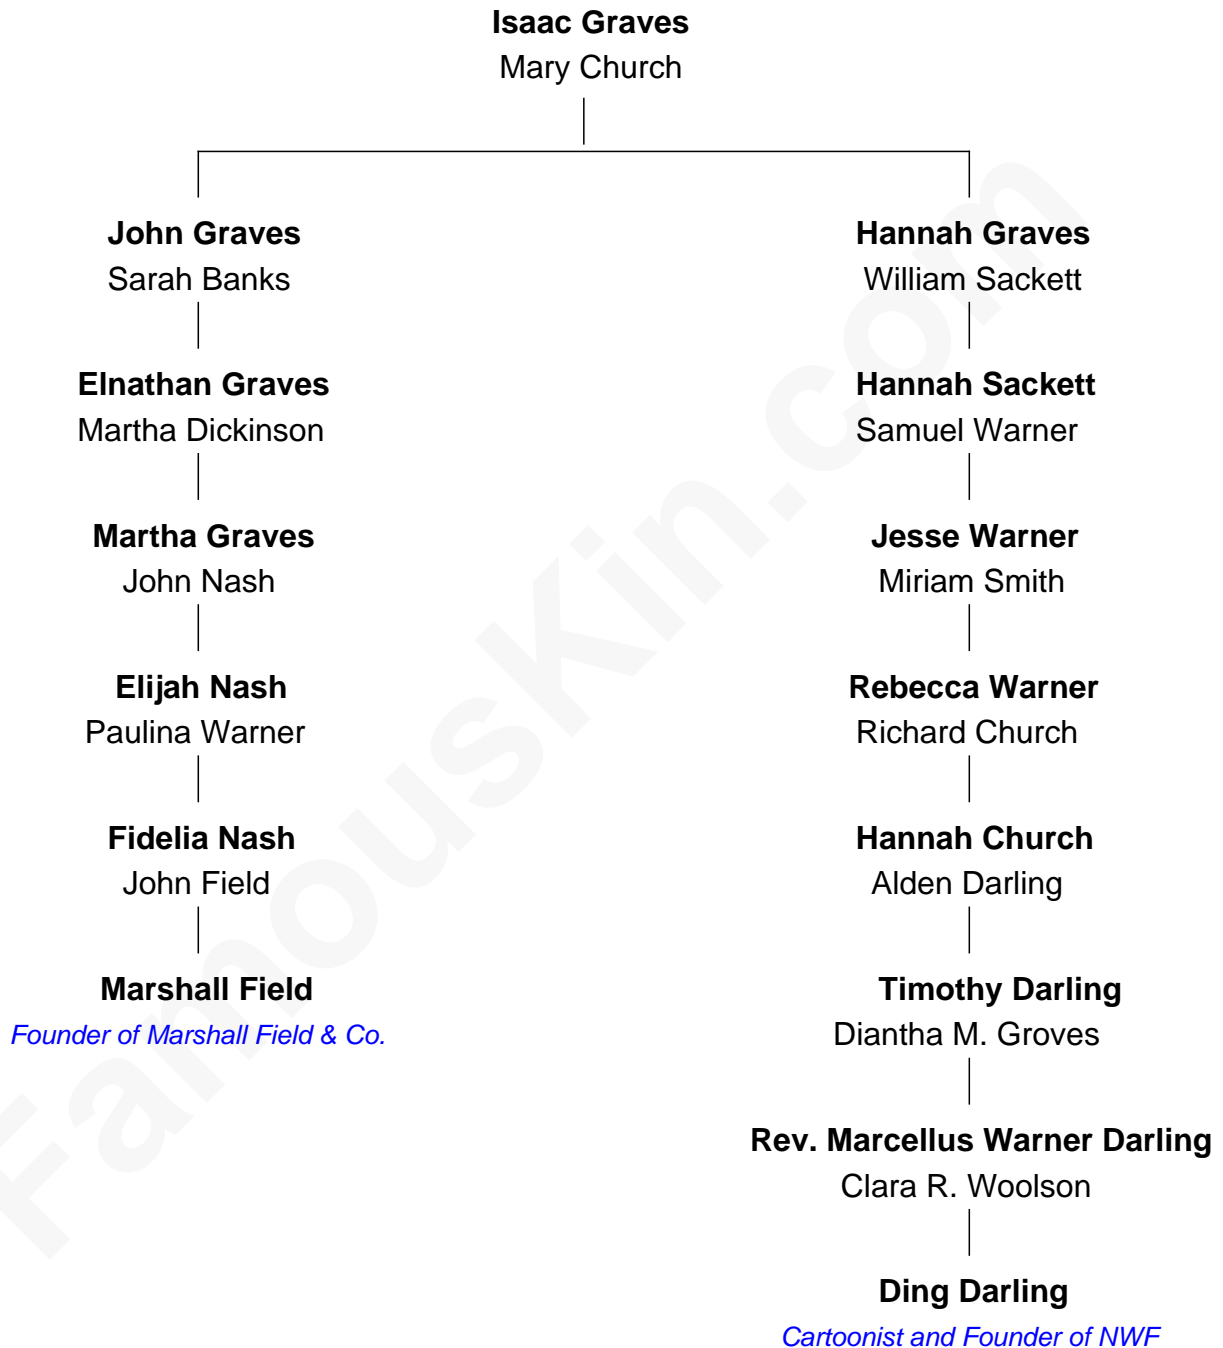 Isaac Graves
Mary Church
John Graves
Sarah Banks
Elnathan Graves
Martha Dickinson
Martha Graves
John Nash
Elijah Nash
Paulina Warner
Fidelia Nash
John Field
Marshall Field
Founder of Marshall Field & Co.
Hannah Graves
William Sackett
Hannah Sackett
Samuel Warner
Jesse Warner
Miriam Smith
Rebecca Warner
Richard Church
Hannah Church
Alden Darling
Timothy Darling
Diantha M. Groves
Rev. Marcellus Warner Darling
Clara R. Woolson
Ding Darling
Cartoonist and Founder of NWF
FamousKin.com